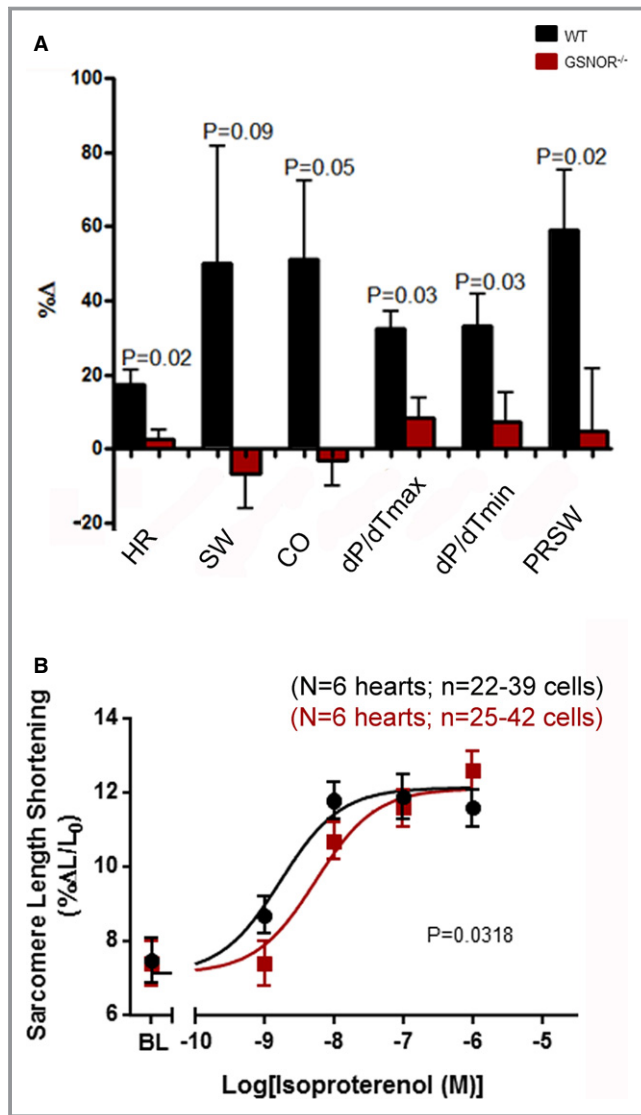 A
WT
GSNOR-/-
100
80
60
40
20
0
-20
%Δ
P=0.02
P=0.09
P=0.05
P=0.03
P=0.03
P=0.02
HR
SW
CO
dP/dTmax
dP/dTmin
PRSW
B
(N=6 hearts; n=22-39 cells)
(N=6 hearts; n=25-42 cells)
Sarcomere Length Shortening
(%ΔL/L0)
14
12
10
8
6
P=0.0318
BL
-10 -9 -8 -7 -6 -5
Log[Isoproterenol (M)]